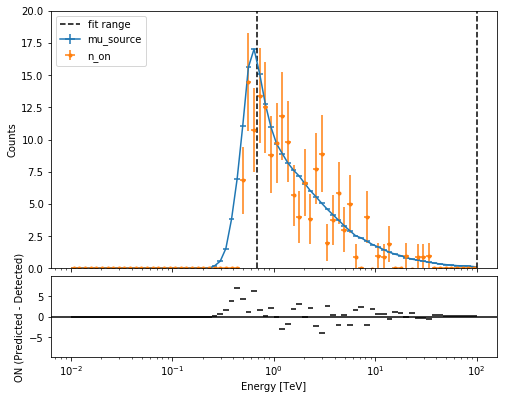 20.0
17.5
15.0
12.5
10.0
7.5
5.0
2.5
0.0
Counts
fit range
mu_source
n_on
5
0
−5
ON (Predicted - Detected)
10⁻² 10⁻¹ 10⁰ 10¹ 10²
Energy [TeV]